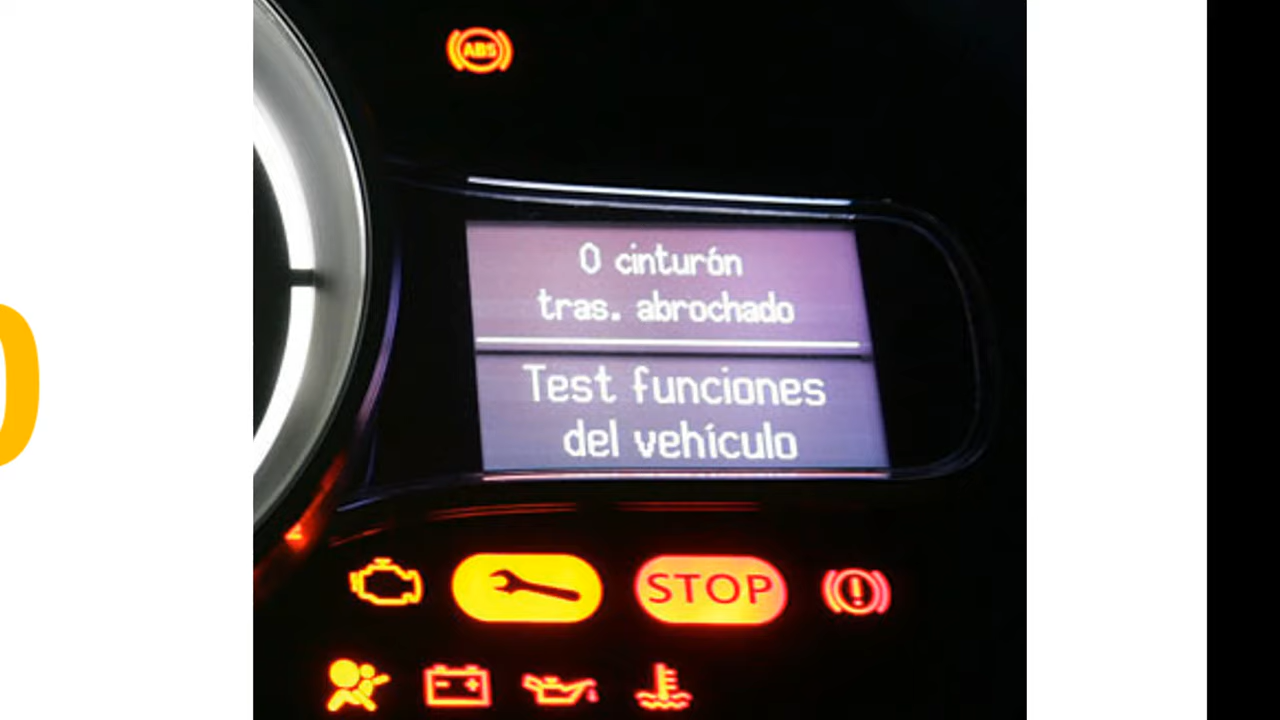 ABS
0 cinturón
tras. abrochado
Test funciones
del vehículo
STOP